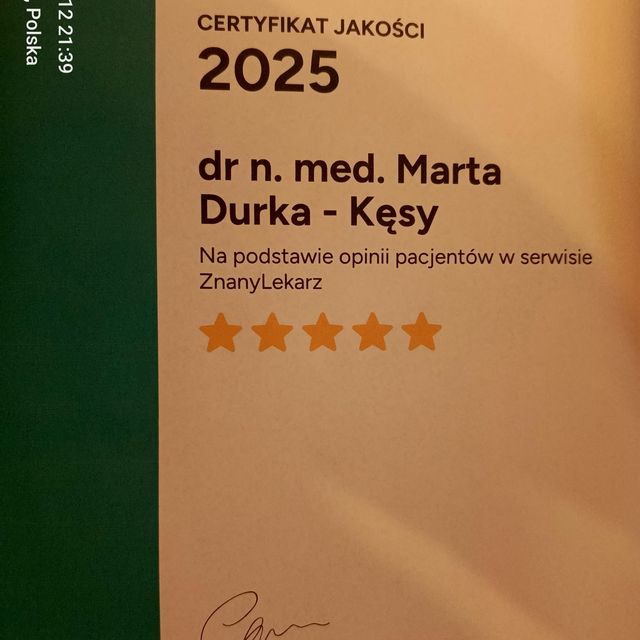 CERTYFIKAT JAKOŚCI
2025
dr n. med. Marta
Durka - Kęsy
Na podstawie opinii pacjentów w serwisie
ZnanyLekarz
12 21:39
, Polska